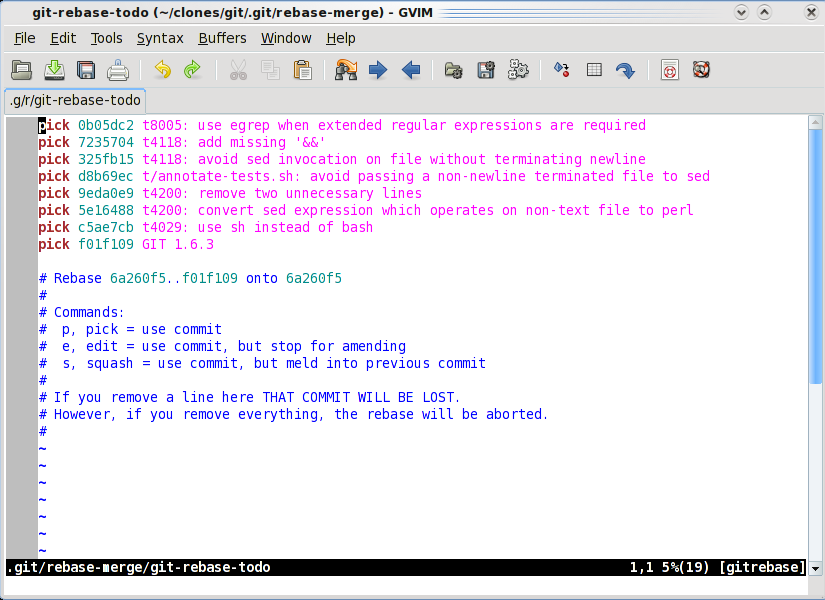 git-rebase-todo (~/clones/git/.git/rebase-merge) - GVIM
File Edit Tools Syntax Buffers Window Help
.g/r/git-rebase-todo
pick 0b05dc2 t8005: use egrep when extended regular expressions are required
pick 7235704 t4118: add missing '&&'
pick 325fb15 t4118: avoid sed invocation on file without terminating newline
pick d8b69ec t/annotate-tests.sh: avoid passing a non-newline terminated file to sed
pick 9eda0e9 t4200: remove two unnecessary lines
pick 5e16488 t4200: convert sed expression which operates on non-text file to perl
pick c5ae7cb t4029: use sh instead of bash
pick f01f109 GIT 1.6.3
# Rebase 6a260f5..f01f109 onto 6a260f5
#
# Commands:
#  p, pick = use commit
#  e, edit = use commit, but stop for amending
#  s, squash = use commit, but meld into previous commit
#
# If you remove a line here THAT COMMIT WILL BE LOST.
# However, if you remove everything, the rebase will be aborted.
#
~
~
~
~
~
~
~
.git/rebase-merge/git-rebase-todo 1,1 5%(19) [gitrebase]